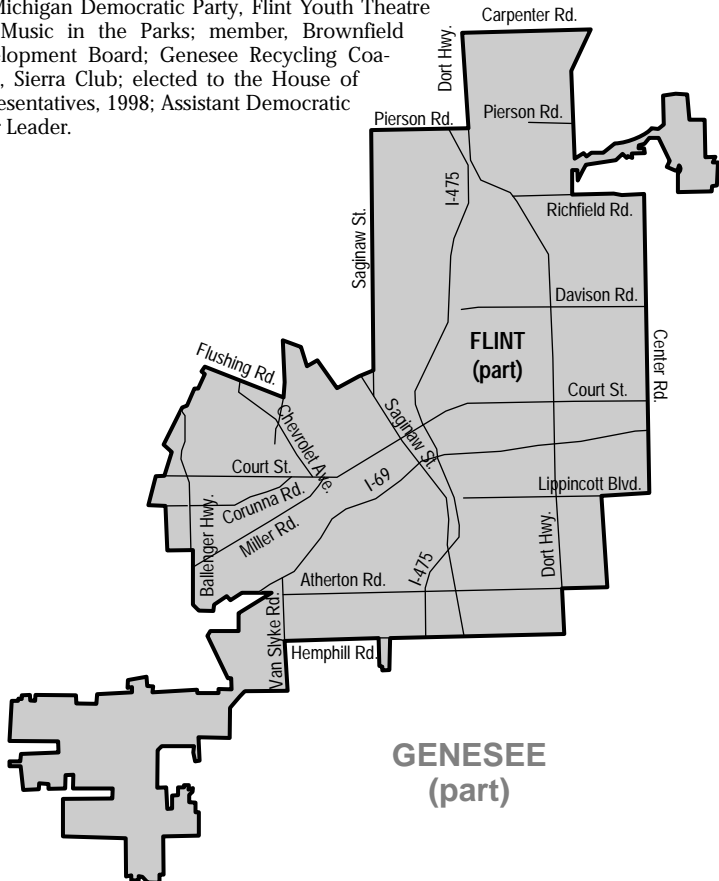 Michigan Democratic Party, Flint Youth Theatre
Music in the Parks; member, Brownfield
elopment Board; Genesee Recycling Coa-
, Sierra Club; elected to the House of
esentatives, 1998; Assistant Democratic
r Leader.
Carpenter Rd.
Dort Hwy.
Pierson Rd.
Pierson Rd.
I-475
Saginaw St.
Richfield Rd.
Davison Rd.
FLINT
(part)
Center Rd.
Flushing Rd.
Court St.
Chevrolet Ave.
Saginaw St.
Court St.
I-69
Lippincott Blvd.
Corunna Rd.
Miller Rd.
Ballenger Hwy.
Dort Hwy.
I-475
Atherton Rd.
Van Slyke Rd.
Hemphill Rd.
GENESEE
(part)